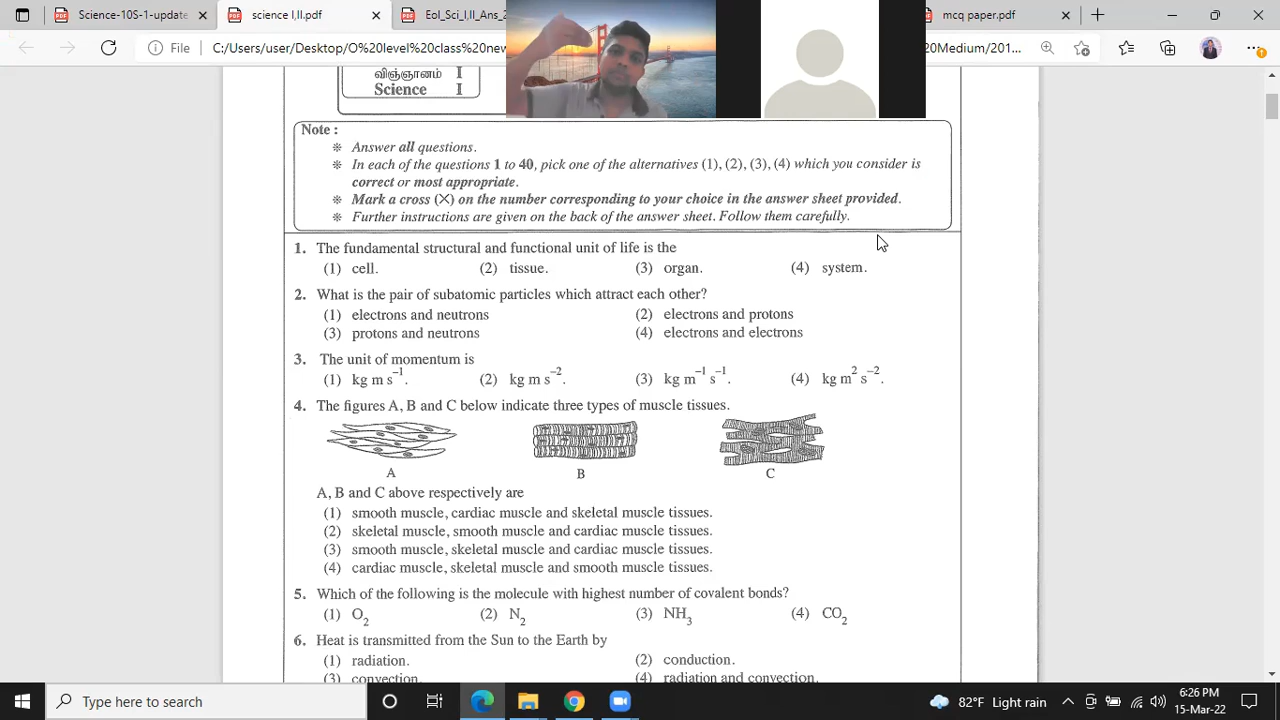 Science-10S-பட
science 1st.pdf
Eol_I,II_2
mcq paper.pdf
File
C:/Users/user/Desktop/O%20level%20class%20new
20Medium/201...
விஞ்ஞானம் I
Science I
Note :
Answer all questions.
In each of the questions 1 to 40, pick one of the alternatives (1), (2), (3), (4) which you consider is
correct or most appropriate.
Mark a cross (X) on the number corresponding to your choice in the answer sheet provided.
Further instructions are given on the back of the answer sheet. Follow them carefully.
1. The fundamental structural and functional unit of life is the
(1) cell. (2) tissue. (3) organ. (4) system.
2. What is the pair of subatomic particles which attract each other?
(1) electrons and neutrons (2) electrons and protons
(3) protons and neutrons (4) electrons and electrons
3. The unit of momentum is
(1) kg m s⁻¹. (2) kg m s⁻². (3) kg m⁻¹ s⁻¹. (4) kg m² s⁻².
4. The figures A, B and C below indicate three types of muscle tissues.
A B C
A, B and C above respectively are
(1) smooth muscle, cardiac muscle and skeletal muscle tissues.
(2) skeletal muscle, smooth muscle and cardiac muscle tissues.
(3) smooth muscle, skeletal muscle and cardiac muscle tissues.
(4) cardiac muscle, skeletal muscle and smooth muscle tissues.
5. Which of the following is the molecule with highest number of covalent bonds?
(1) O₂ (2) N₂ (3) NH₃ (4) CO₂
6. Heat is transmitted from the Sun to the Earth by
(1) radiation. (2) conduction.
(3) convection. (4) radiation and convection.
Type here to search
82°F Light rain
6:26 PM
15-Mar-22